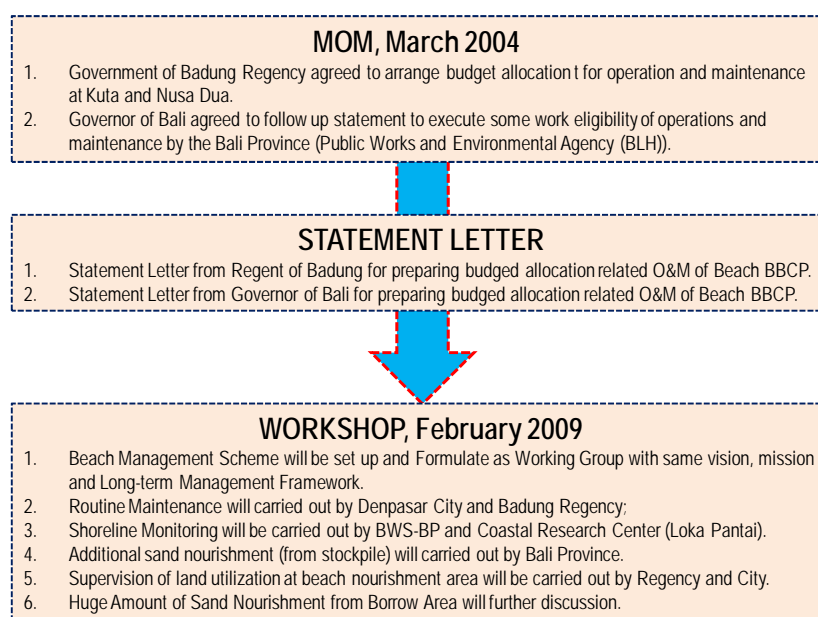 MOM, March 2004
1. Government of Badung Regency agreed to arrange budget allocation t for operation and maintenance
at Kuta and Nusa Dua.
2. Governor of Bali agreed to follow up statement to execute some work eligibility of operations and
maintenance by the Bali Province (Public Works and Environmental Agency (BLH)).
STATEMENT LETTER
1. Statement Letter from Regent of Badung for preparing budged allocation related O&M of Beach BBCP.
2. Statement Letter from Governor of Bali for preparing budged allocation related O&M of Beach BBCP.
WORKSHOP, February 2009
1. Beach Management Scheme will be set up and Formulate as Working Group with same vision, mission
and Long-term Management Framework.
2. Routine Maintenance will carried out by Denpasar City and Badung Regency;
3. Shoreline Monitoring will be carried out by BWS-BP and Coastal Research Center (Loka Pantai).
4. Additional sand nourishment (from stockpile) will carried out by Bali Province.
5. Supervision of land utilization at beach nourishment area will be carried out by Regency and City.
6. Huge Amount of Sand Nourishment from Borrow Area will further discussion.